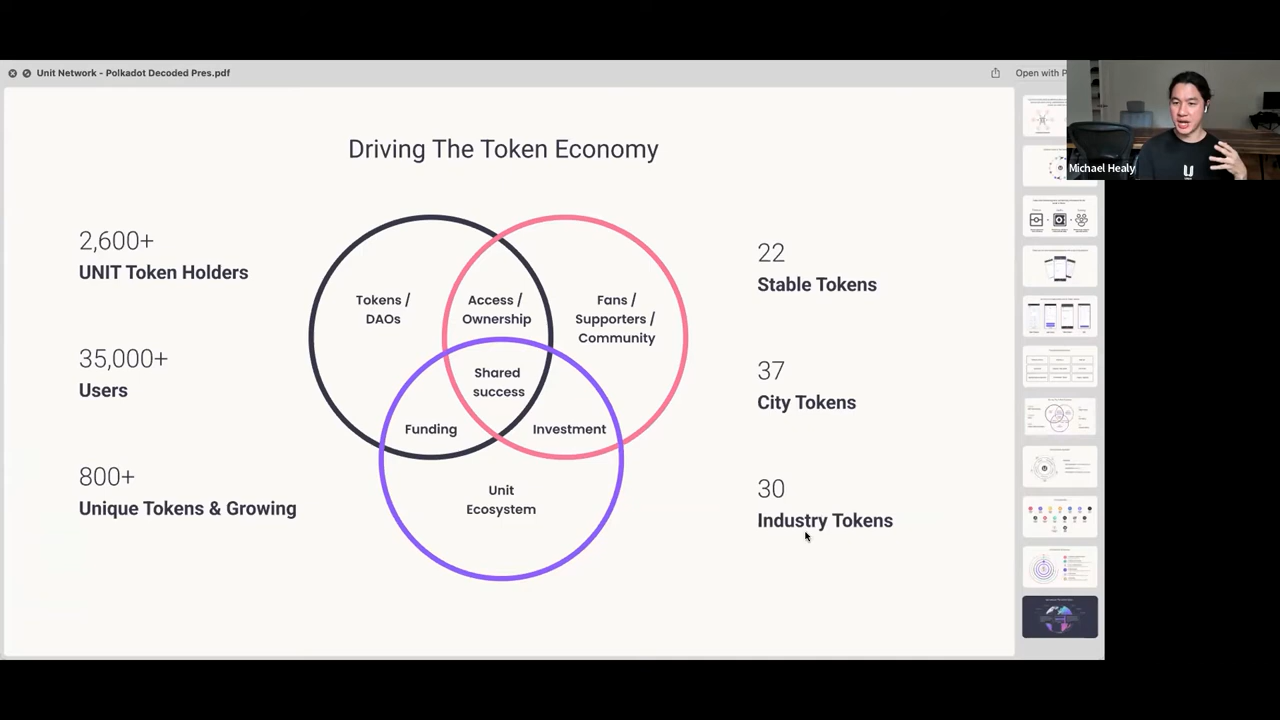 Unit Network - Polkadot Decoded Pres.pdf
Open with P
Michael Healy
Driving The Token Economy
2,600+
UNIT Token Holders
35,000+
Users
800+
Unique Tokens & Growing
Tokens /
DAOs
Access /
Ownership
Fans /
Supporters /
Community
Shared
success
Funding
Investment
Unit
Ecosystem
22
Stable Tokens
37
City Tokens
30
Industry Tokens